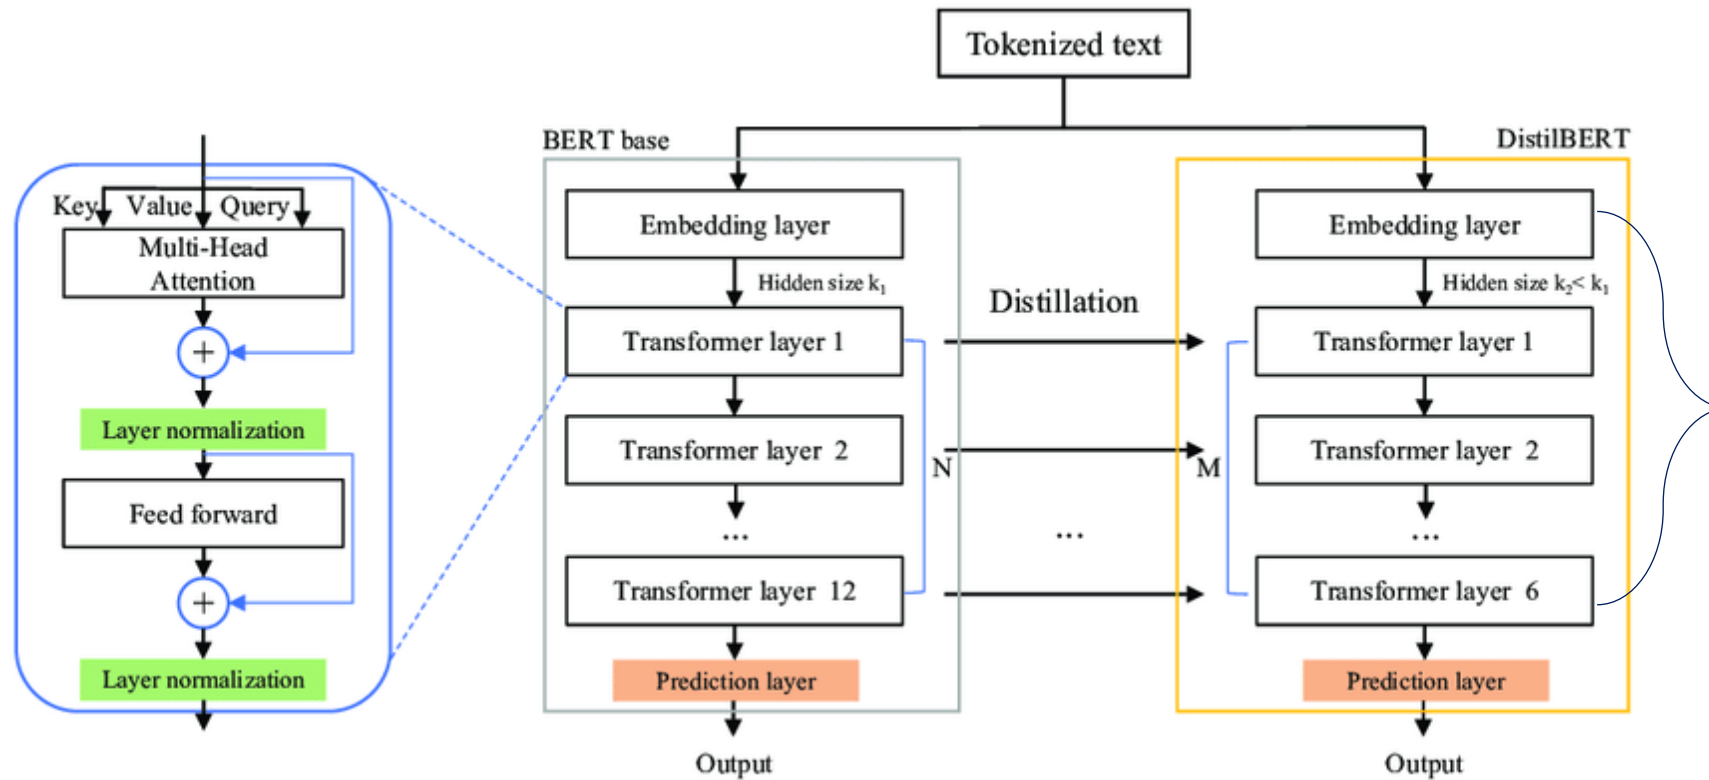 Tokenized text
BERT base
DistilBERT
Key
Value
Query
Multi-Head
Attention
+
Layer normalization
Feed forward
+
Layer normalization
Embedding layer
Hidden size k₁
Transformer layer 1
Transformer layer 2
...
Transformer layer 12
Prediction layer
Output
N
Distillation
...
M
Embedding layer
Hidden size k₂< k₁
Transformer layer 1
Transformer layer 2
...
Transformer layer 6
Prediction layer
Output